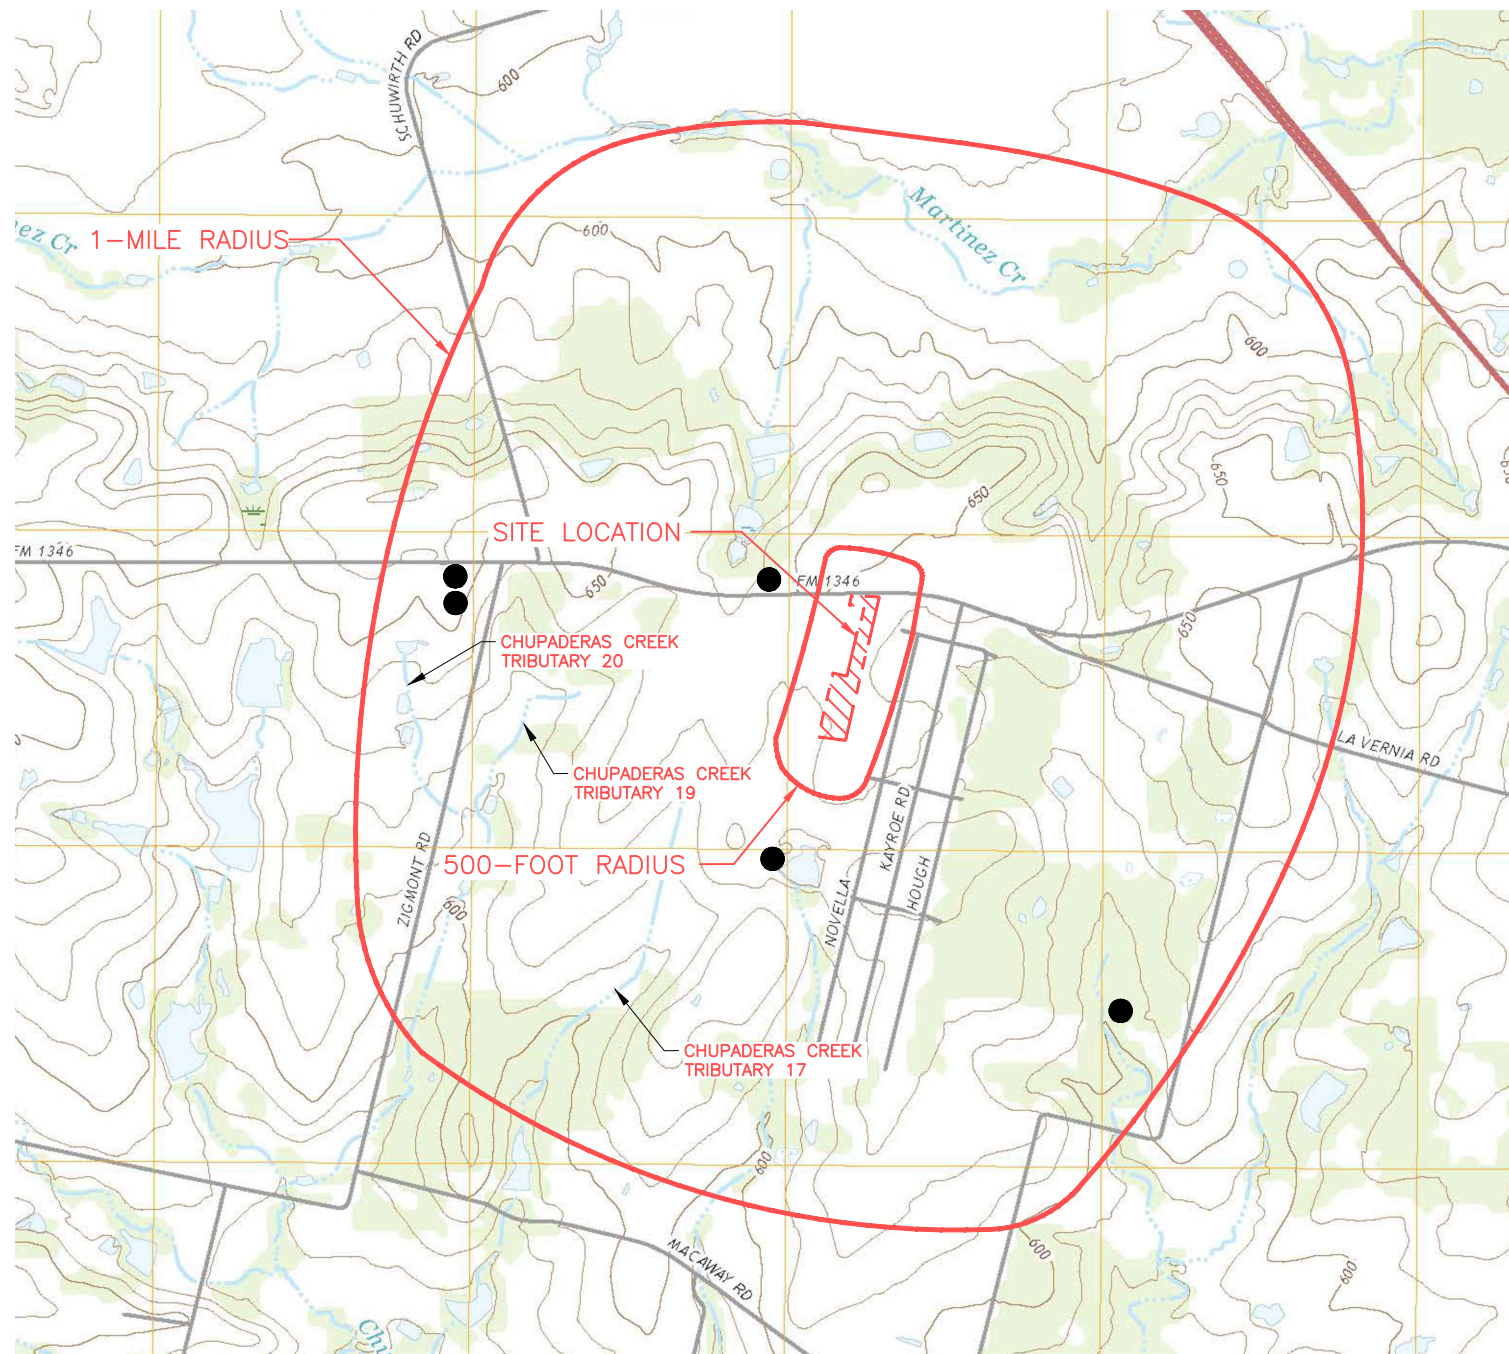 SCHUWIRTH RD
600
Martinez Cr
ez Cr
1-MILE RADIUS
600
600
650
650
SITE LOCATION
FM 1346
FM 1346
650
650
CHUPADERAS CREEK
TRIBUTARY 20
LA VERNIA RD
CHUPADERAS CREEK
TRIBUTARY 19
KAYROE RD
ZIGMONT RD
500-FOOT RADIUS
HOUGH
NOVELLA
600
CHUPADERAS CREEK
TRIBUTARY 17
600
600
MACAWAY RD
600
Chu